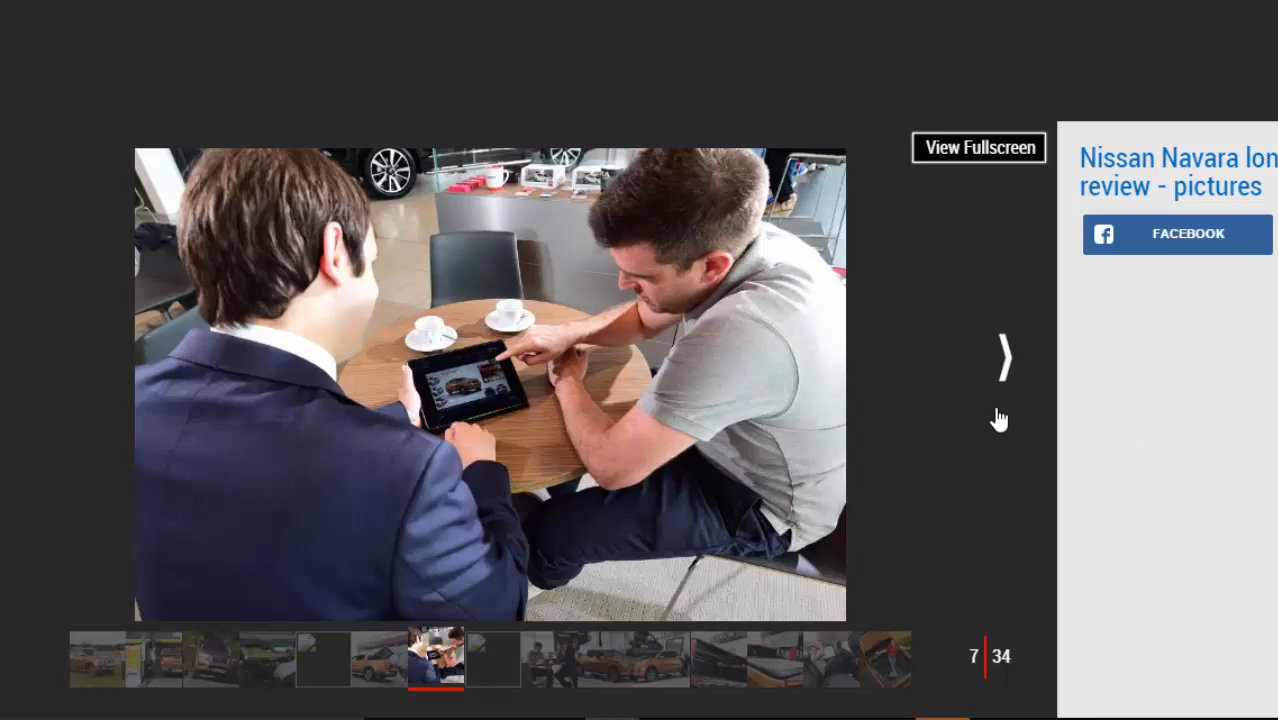 View Fullscreen
Nissan Navara lon
review - pictures
FACEBOOK
7 34